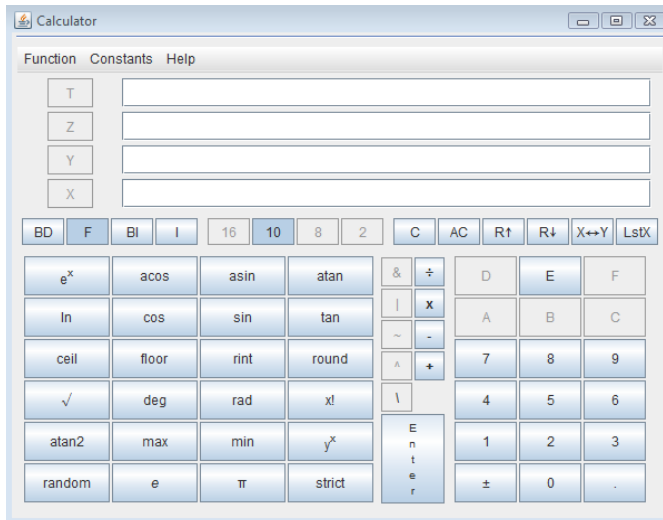 Calculator
Function Constants Help
T
Z
Y
X
BD F BI I 16 10 8 2 C AC R↑ R↓ X↔Y LstX
eˣ acos asin atan & ÷ D E F
ln cos sin tan | x A B C
~ -
ceil floor rint round ^ + 7 8 9
√ deg rad x! \ 4 5 6
atan2 max min yˣ Enter 1 2 3
random e π strict ± 0 .